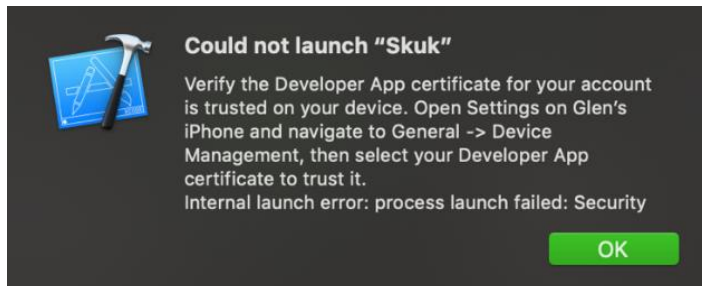 Could not launch “Skuk”
Verify the Developer App certificate for your account
is trusted on your device. Open Settings on Glen’s
iPhone and navigate to General -> Device
Management, then select your Developer App
certificate to trust it.
Internal launch error: process launch failed: Security
OK